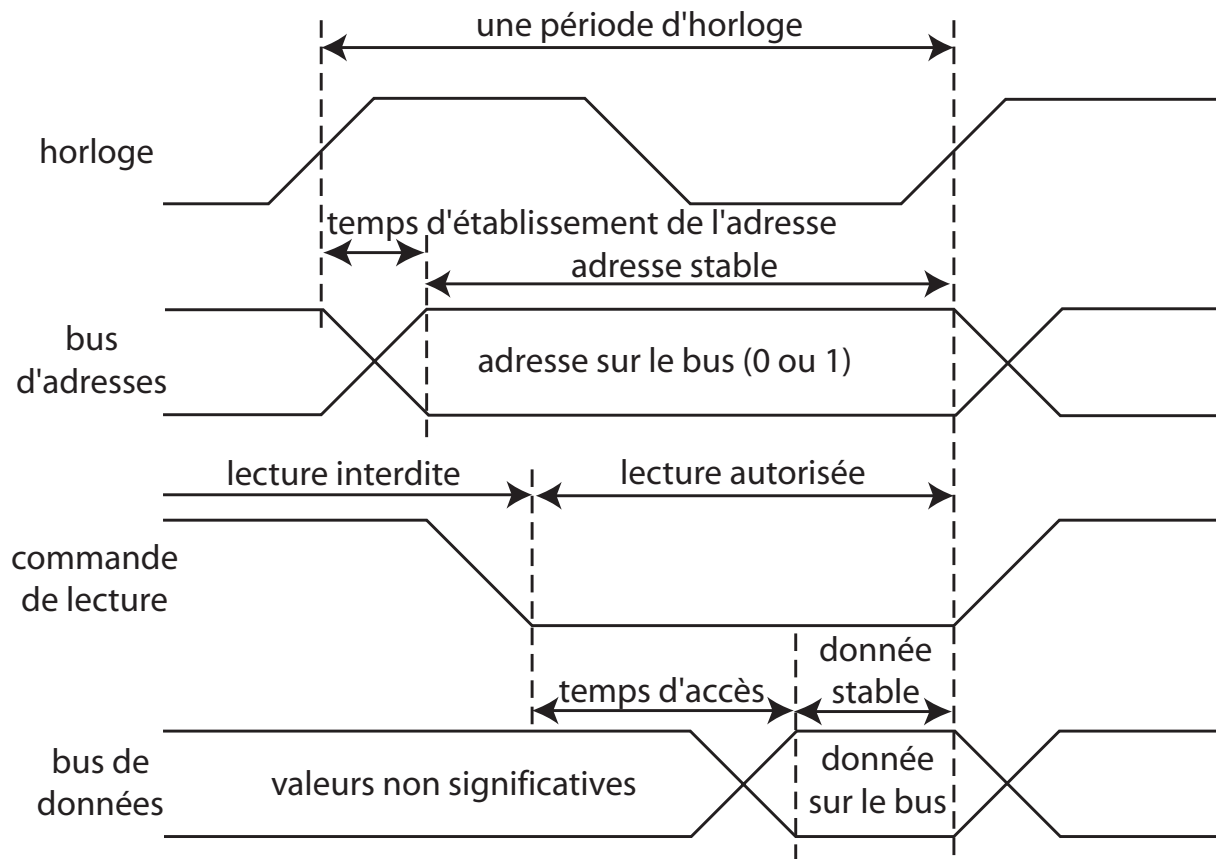 une période d'horloge
horloge
temps d'établissement de l'adresse
adresse stable
bus
d'adresses
adresse sur le bus (0 ou 1)
lecture interdite
lecture autorisée
commande
de lecture
donnée
stable
temps d'accès
bus de
données
valeurs non significatives
donnée
sur le bus